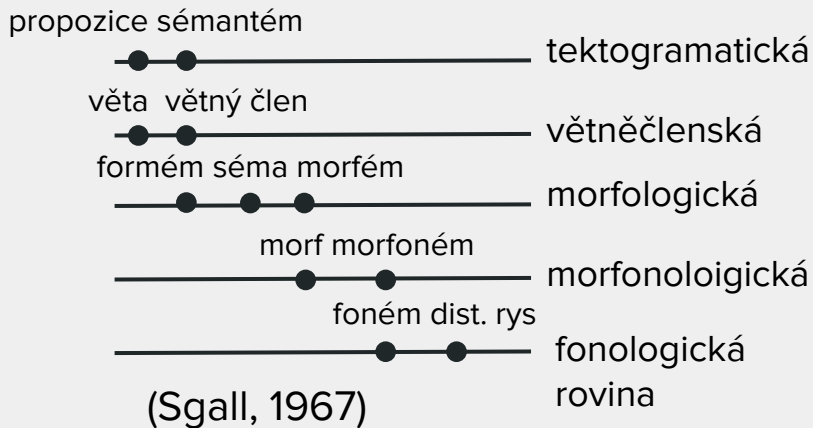 propozice sémantém
tektogramatická
věta větný člen
větněčlenská
formém séma morfém
morfologická
morf morfoném
morfonoloigická
foném dist. rys
fonologická
rovina
(Sgall, 1967)